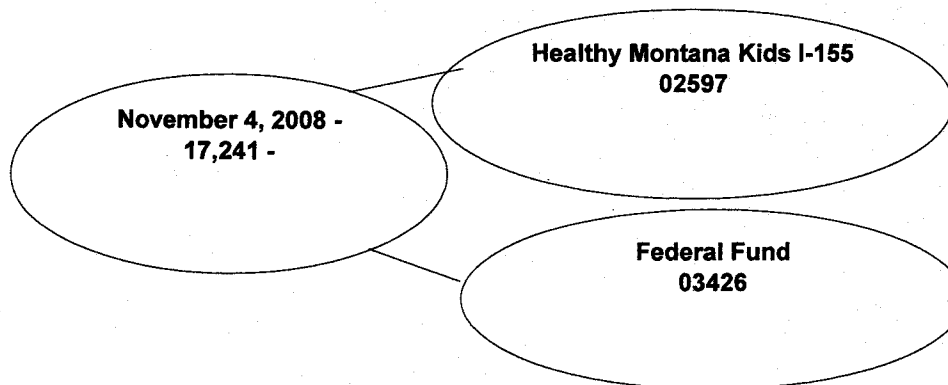 Healthy Montana Kids I-155
02597
November 4, 2008 -
17,241 -
Federal Fund
03426